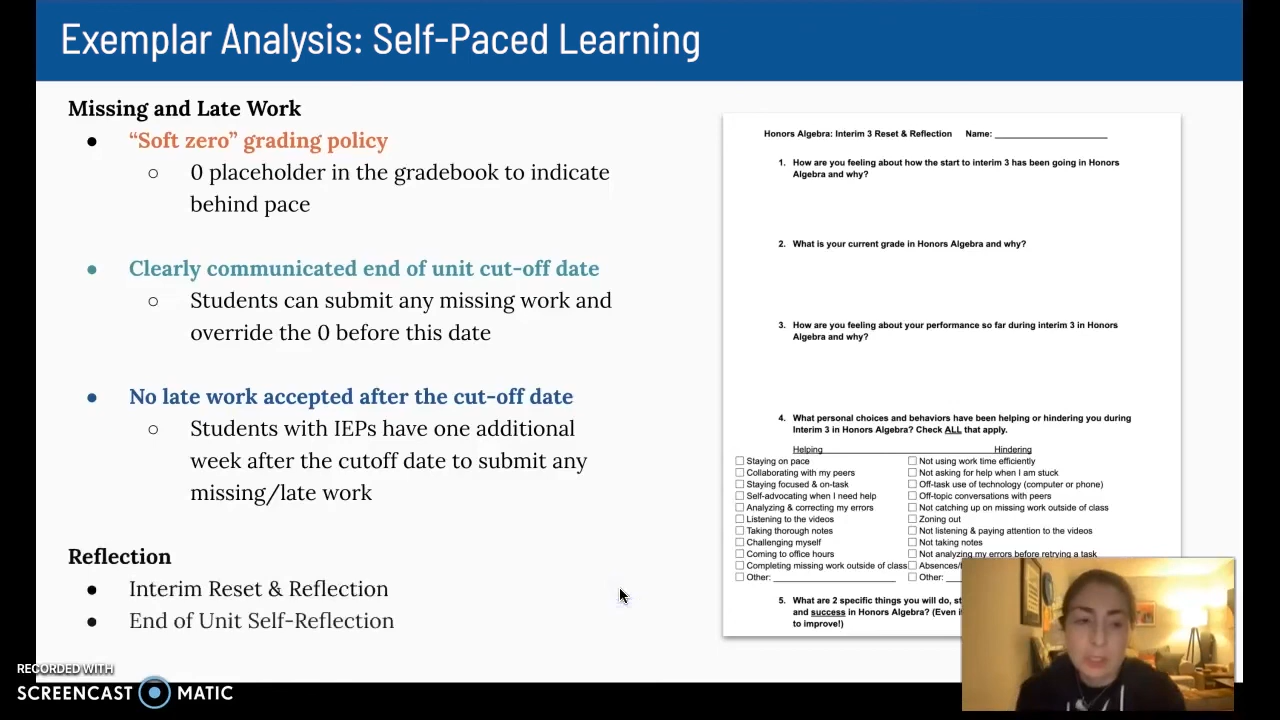 Exemplar Analysis: Self-Paced Learning
Missing and Late Work
● “Soft zero” grading policy
○ 0 placeholder in the gradebook to indicate
behind pace
● Clearly communicated end of unit cut-off date
○ Students can submit any missing work and
override the 0 before this date
● No late work accepted after the cut-off date
○ Students with IEPs have one additional
week after the cutoff date to submit any
missing/late work
Reflection
● Interim Reset & Reflection
● End of Unit Self-Reflection
Honors Algebra: Interim 3 Reset & Reflection Name: ____________________
1. How are you feeling about how the start to interim 3 has been going in Honors
Algebra and why?
2. What is your current grade in Honors Algebra and why?
3. How are you feeling about your performance so far during interim 3 in Honors
Algebra and why?
4. What personal choices and behaviors have been helping or hindering you during
Interim 3 in Honors Algebra? Check ALL that apply.
Helping Hindering
☐ Staying on pace ☐ Not using work time efficiently
☐ Collaborating with my peers ☐ Not asking for help when I am stuck
☐ Staying focused & on-task ☐ Off-task use of technology (computer or phone)
☐ Self-advocating when I need help ☐ Off-topic conversations with peers
☐ Analyzing & correcting my errors ☐ Not catching up on missing work outside of class
☐ Listening to the videos ☐ Zoning out
☐ Taking thorough notes ☐ Not listening & paying attention to the videos
☐ Challenging myself ☐ Not taking notes
☐ Coming to office hours ☐ Not analyzing my errors before retrying a task
☐ Completing missing work outside of class ☐ Absences/
☐ Other: ____________________ ☐ Other: ___
5. What are 2 specific things you will do,
and success in Honors Algebra? (Even
to improve!)
RECORDED WITH
SCREENCAST MATIC